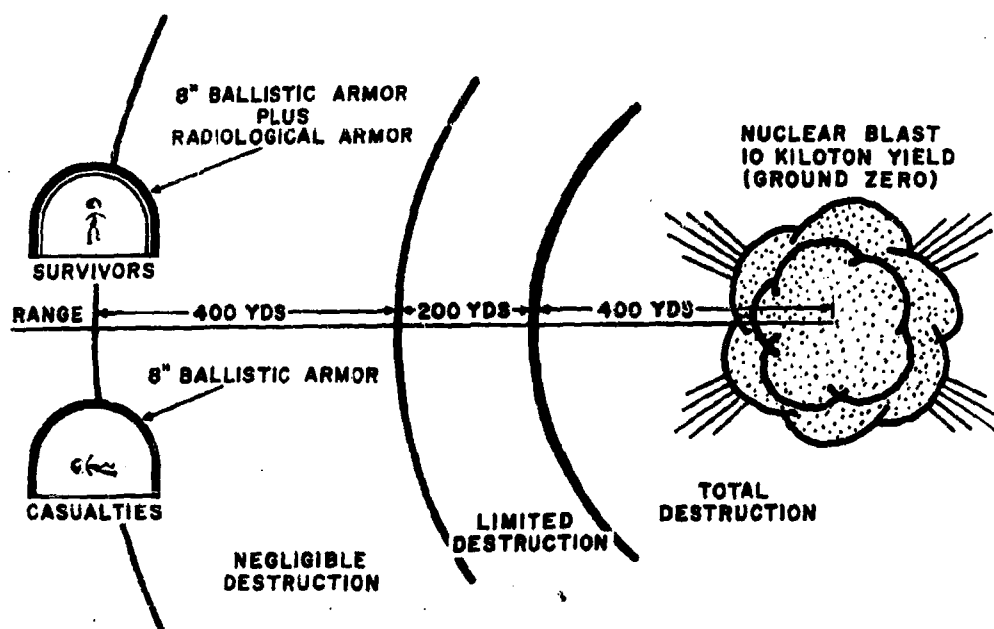 8" BALLISTIC ARMOR
PLUS
RADIOLOGICAL ARMOR
NUCLEAR BLAST
10 KILOTON YIELD
(GROUND ZERO)
SURVIVORS
RANGE 400 YDS 200 YDS 400 YDS
8" BALLISTIC ARMOR
CASUALTIES
TOTAL
DESTRUCTION
LIMITED
DESTRUCTION
NEGLIGIBLE
DESTRUCTION